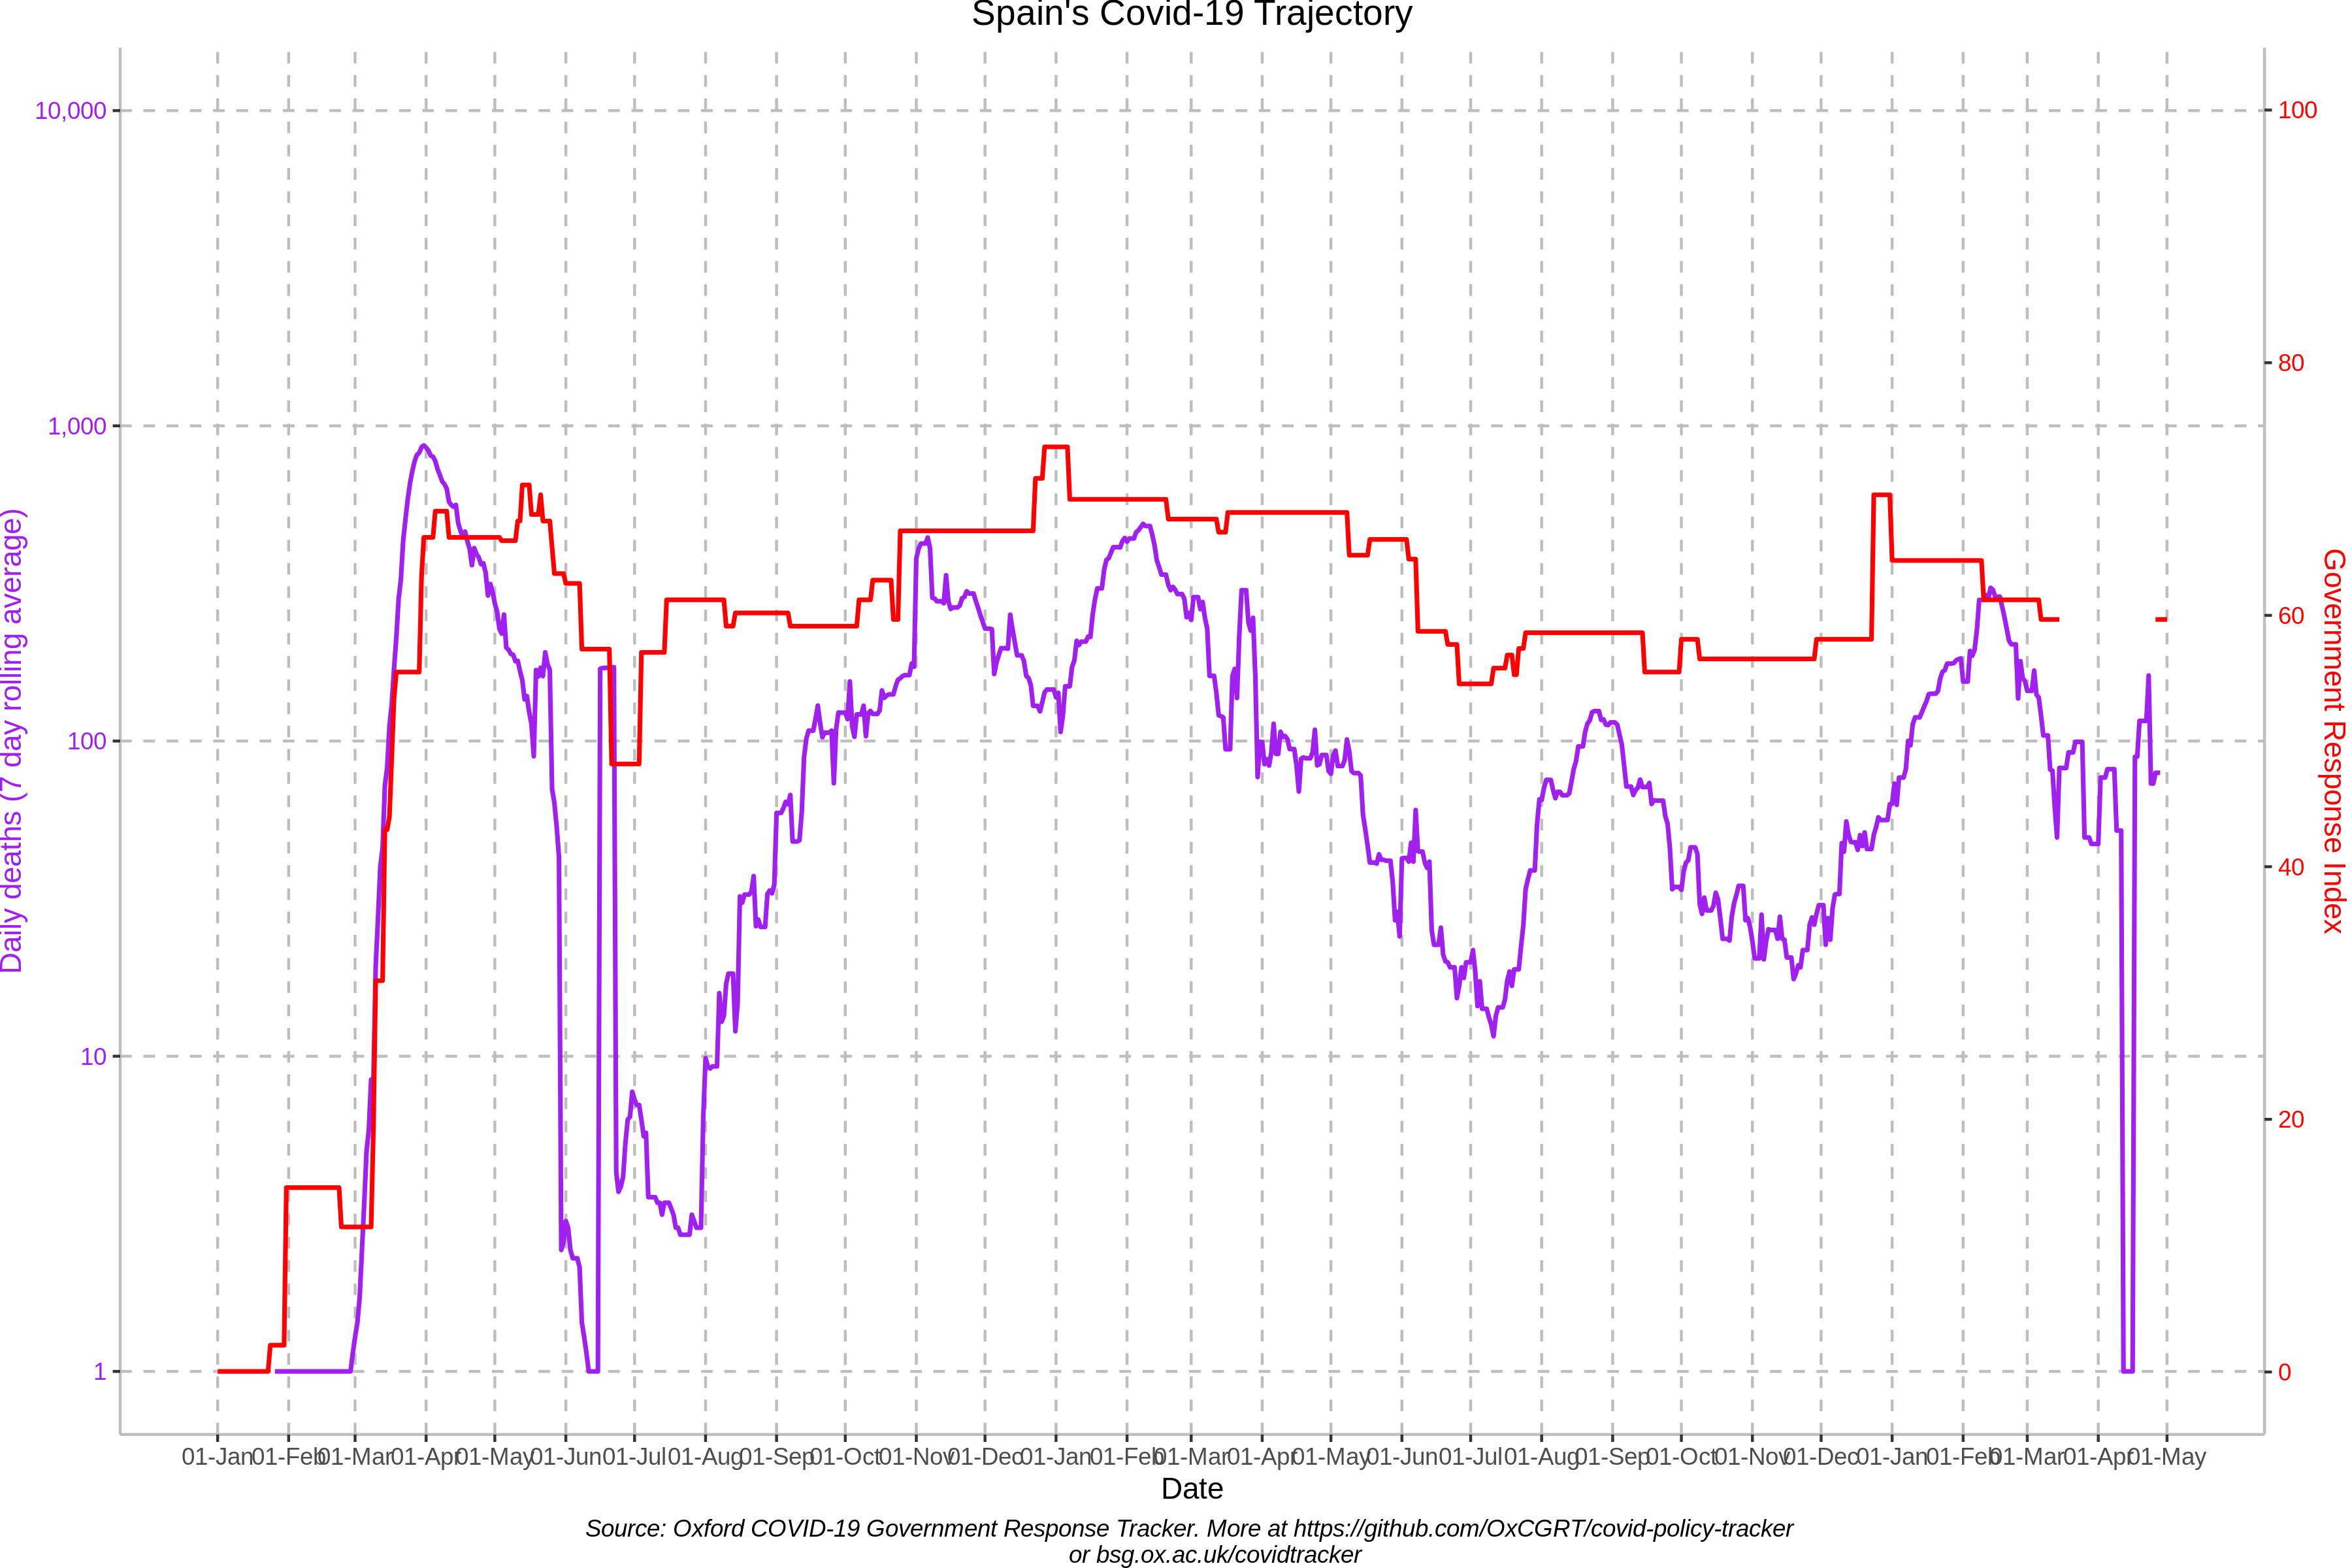 Spain's Covid-19 Trajectory
10,000
1,000
100
10
1
Daily deaths (7 day rolling average)
100
80
60
40
20
0
Government Response Index
01-Jan 01-Feb 01-Mar 01-Apr 01-May 01-Jun 01-Jul 01-Aug 01-Sep 01-Oct 01-Nov 01-Dec 01-Jan 01-Feb 01-Mar 01-Apr 01-May 01-Jun 01-Jul 01-Aug 01-Sep 01-Oct 01-Nov 01-Dec 01-Jan 01-Feb 01-Mar 01-Apr 01-May
Date
Source: Oxford COVID-19 Government Response Tracker. More at https://github.com/OxCGRT/covid-policy-tracker
or bsg.ox.ac.uk/covidtracker